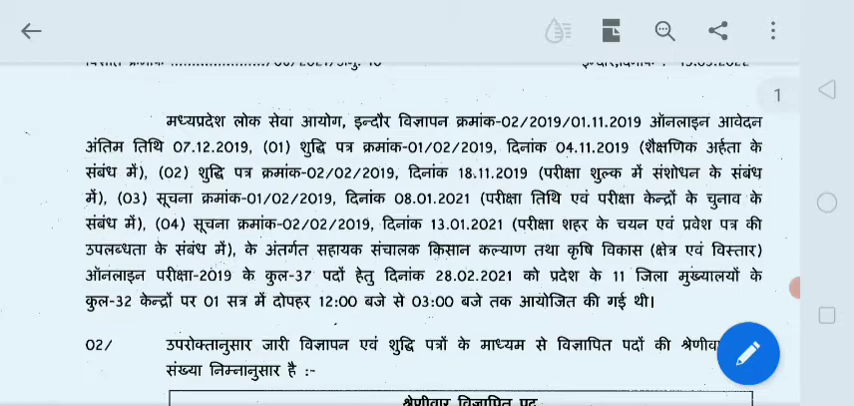 1
मध्यप्रदेश लोक सेवा आयोग, इन्दौर विज्ञापन क्रमांक-02/2019/01.11.2019 ऑनलाइन आवेदन
अंतिम तिथि 07.12.2019, (01) शुद्धि पत्र क्रमांक-01/02/2019, दिनांक 04.11.2019 (शैक्षणिक अर्हता के
संबंध में), (02) शुद्धि पत्र क्रमांक-02/02/2019, दिनांक 18.11.2019 (परीक्षा शुल्क में संशोधन के संबंध
में), (03) सूचना क्रमांक-01/02/2019, दिनांक 08.01.2021 (परीक्षा तिथि एवं परीक्षा केन्द्रों के चुनाव के
संबंध में), (04) सूचना क्रमांक-02/02/2019, दिनांक 13.01.2021 (परीक्षा शहर के चयन एवं प्रवेश पत्र की
उपलब्धता के संबंध में), के अंतर्गत सहायक संचालक किसान कल्याण तथा कृषि विकास (क्षेत्र एवं विस्तार)
ऑनलाइन परीक्षा-2019 के कुल-37 पदों हेतु दिनांक 28.02.2021 को प्रदेश के 11 जिला मुख्यालयों के
कुल-32 केन्द्रों पर 01 सत्र में दोपहर 12:00 बजे से 03:00 बजे तक आयोजित की गई थी।
02/ उपरोक्तानुसार जारी विज्ञापन एवं शुद्धि पत्रों के माध्यम से विज्ञापित पदों की
संख्या निम्नानुसार है :-
श्रेणीवार विज्ञापित पद